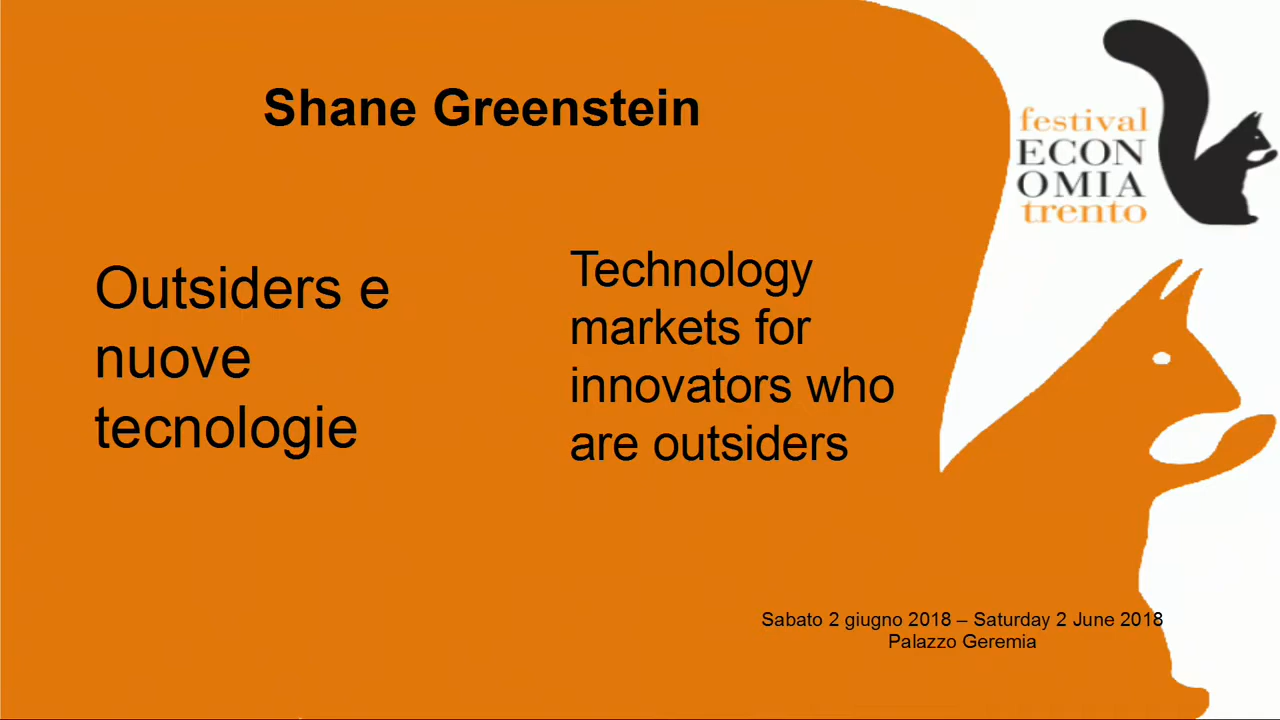 Shane Greenstein
festival
ECON
OMIA
trento
Outsiders e
nuove
tecnologie
Technology
markets for
innovators who
are outsiders
Sabato 2 giugno 2018 – Saturday 2 June 2018
Palazzo Geremia